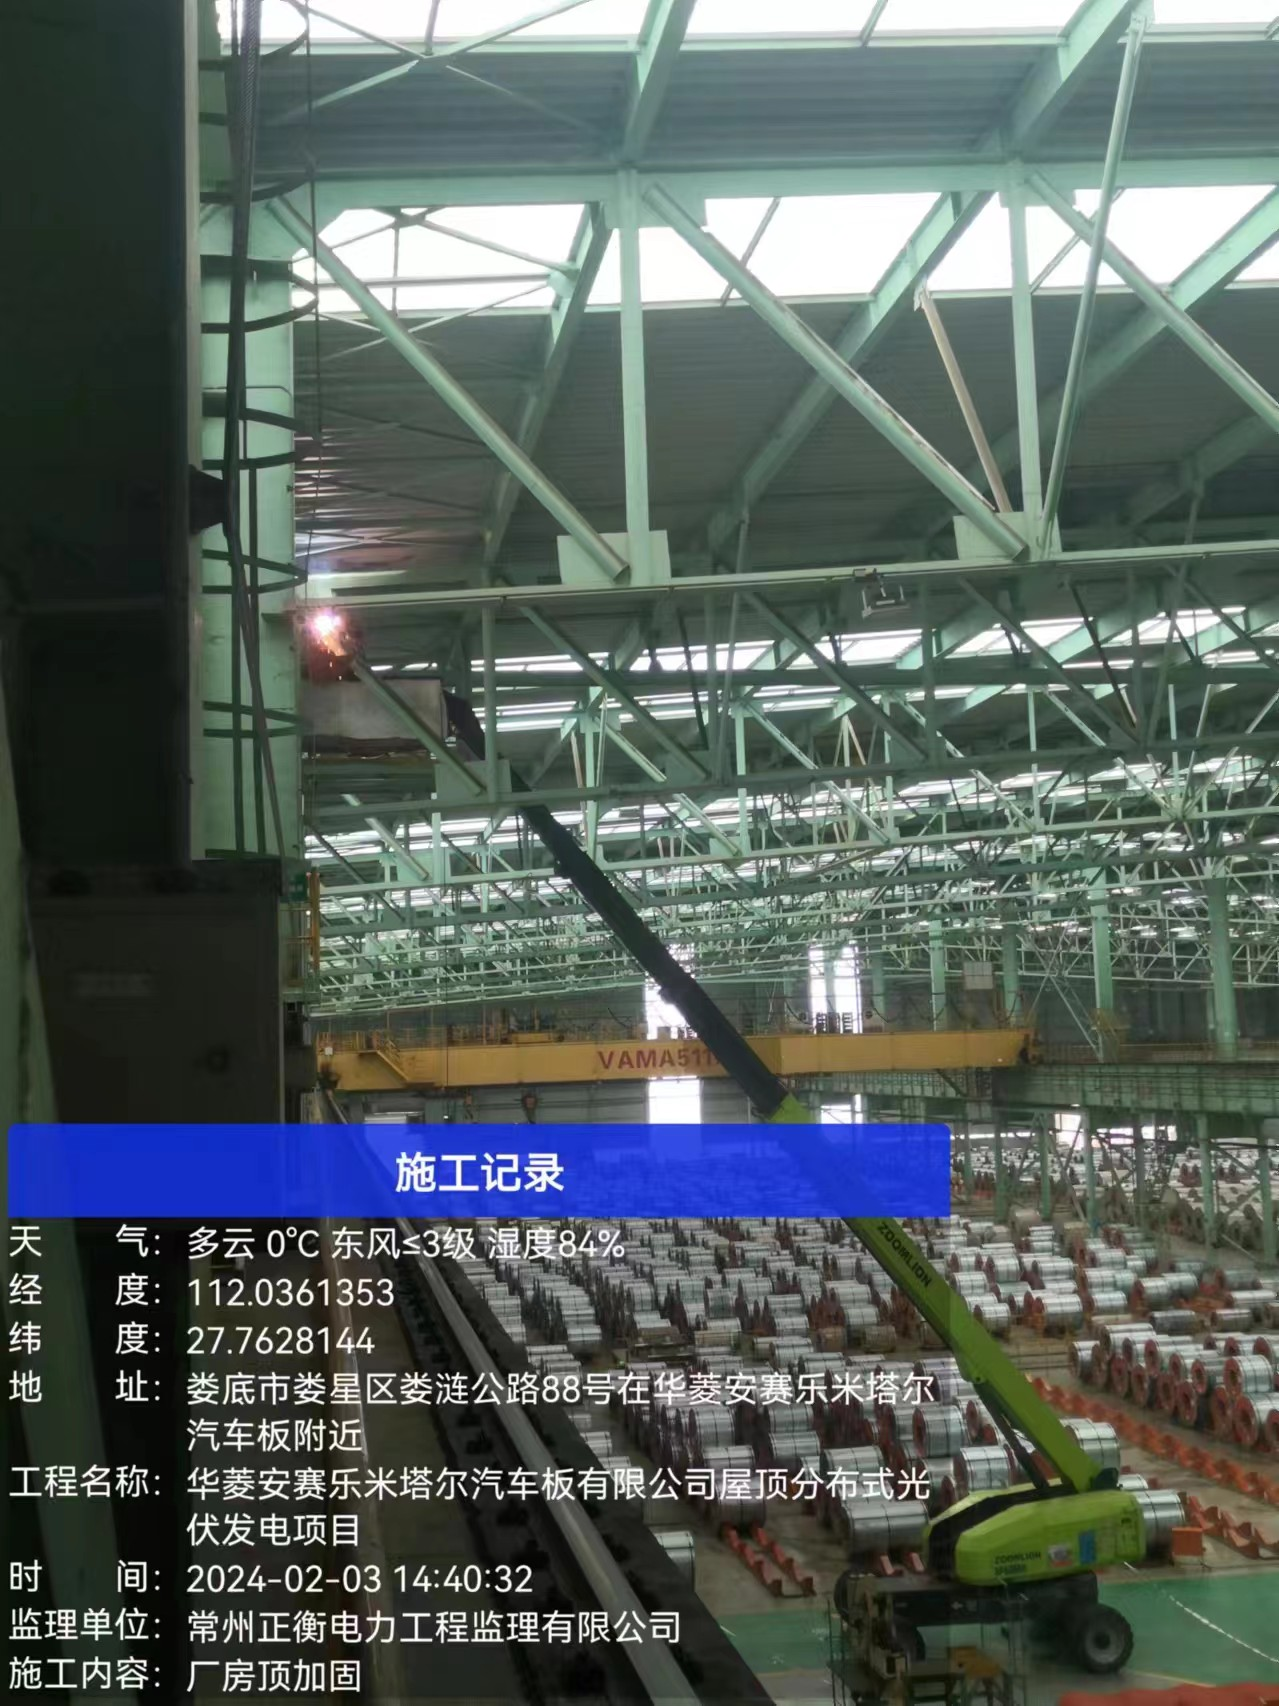 VAMA511
ZOOMLION
ZOOMLION
施工记录
天气：多云 0℃ 东风≤3级 湿度84%
经度：112.0361353
纬度：27.7628144
地址：娄底市娄星区娄涟公路88号在华菱安赛乐米塔尔
汽车板附近
工程名称：华菱安赛乐米塔尔汽车板有限公司屋顶分布式光
伏发电项目
时间：2024-02-03 14:40:32
监理单位：常州正衡电力工程监理有限公司
施工内容：厂房顶加固